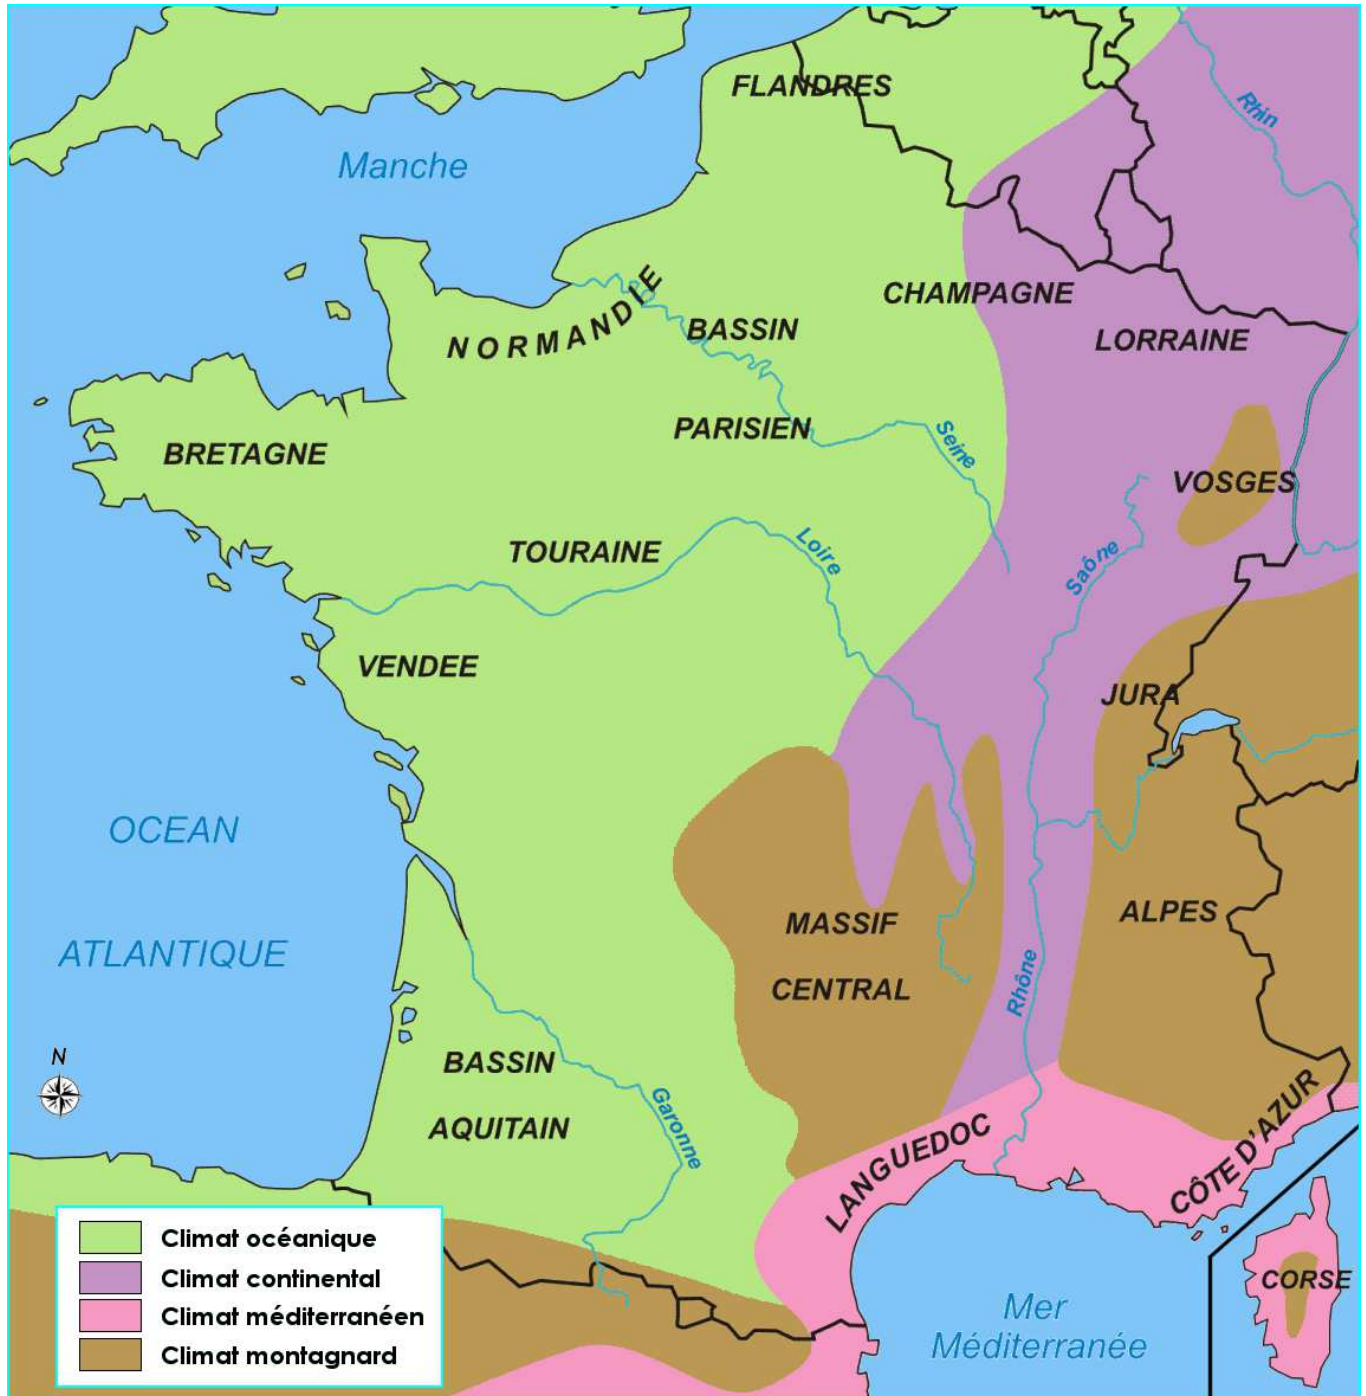 FLANDRES
Rhin
Manche
NORMANDIE
CHAMPAGNE
BASSIN
PARISIEN
LORRAINE
Seine
BRETAGNE
VOSGES
TOURAINE
Loire
Saône
VENDEE
JURA
OCEAN
ATLANTIQUE
MASSIF
CENTRAL
ALPES
Rhône
N
BASSIN
AQUITAIN
Garonne
LANGUEDOC
CÔTE D'AZUR
CORSE
Mer
Méditerranée
Climat océanique
Climat continental
Climat méditerranéen
Climat montagnard